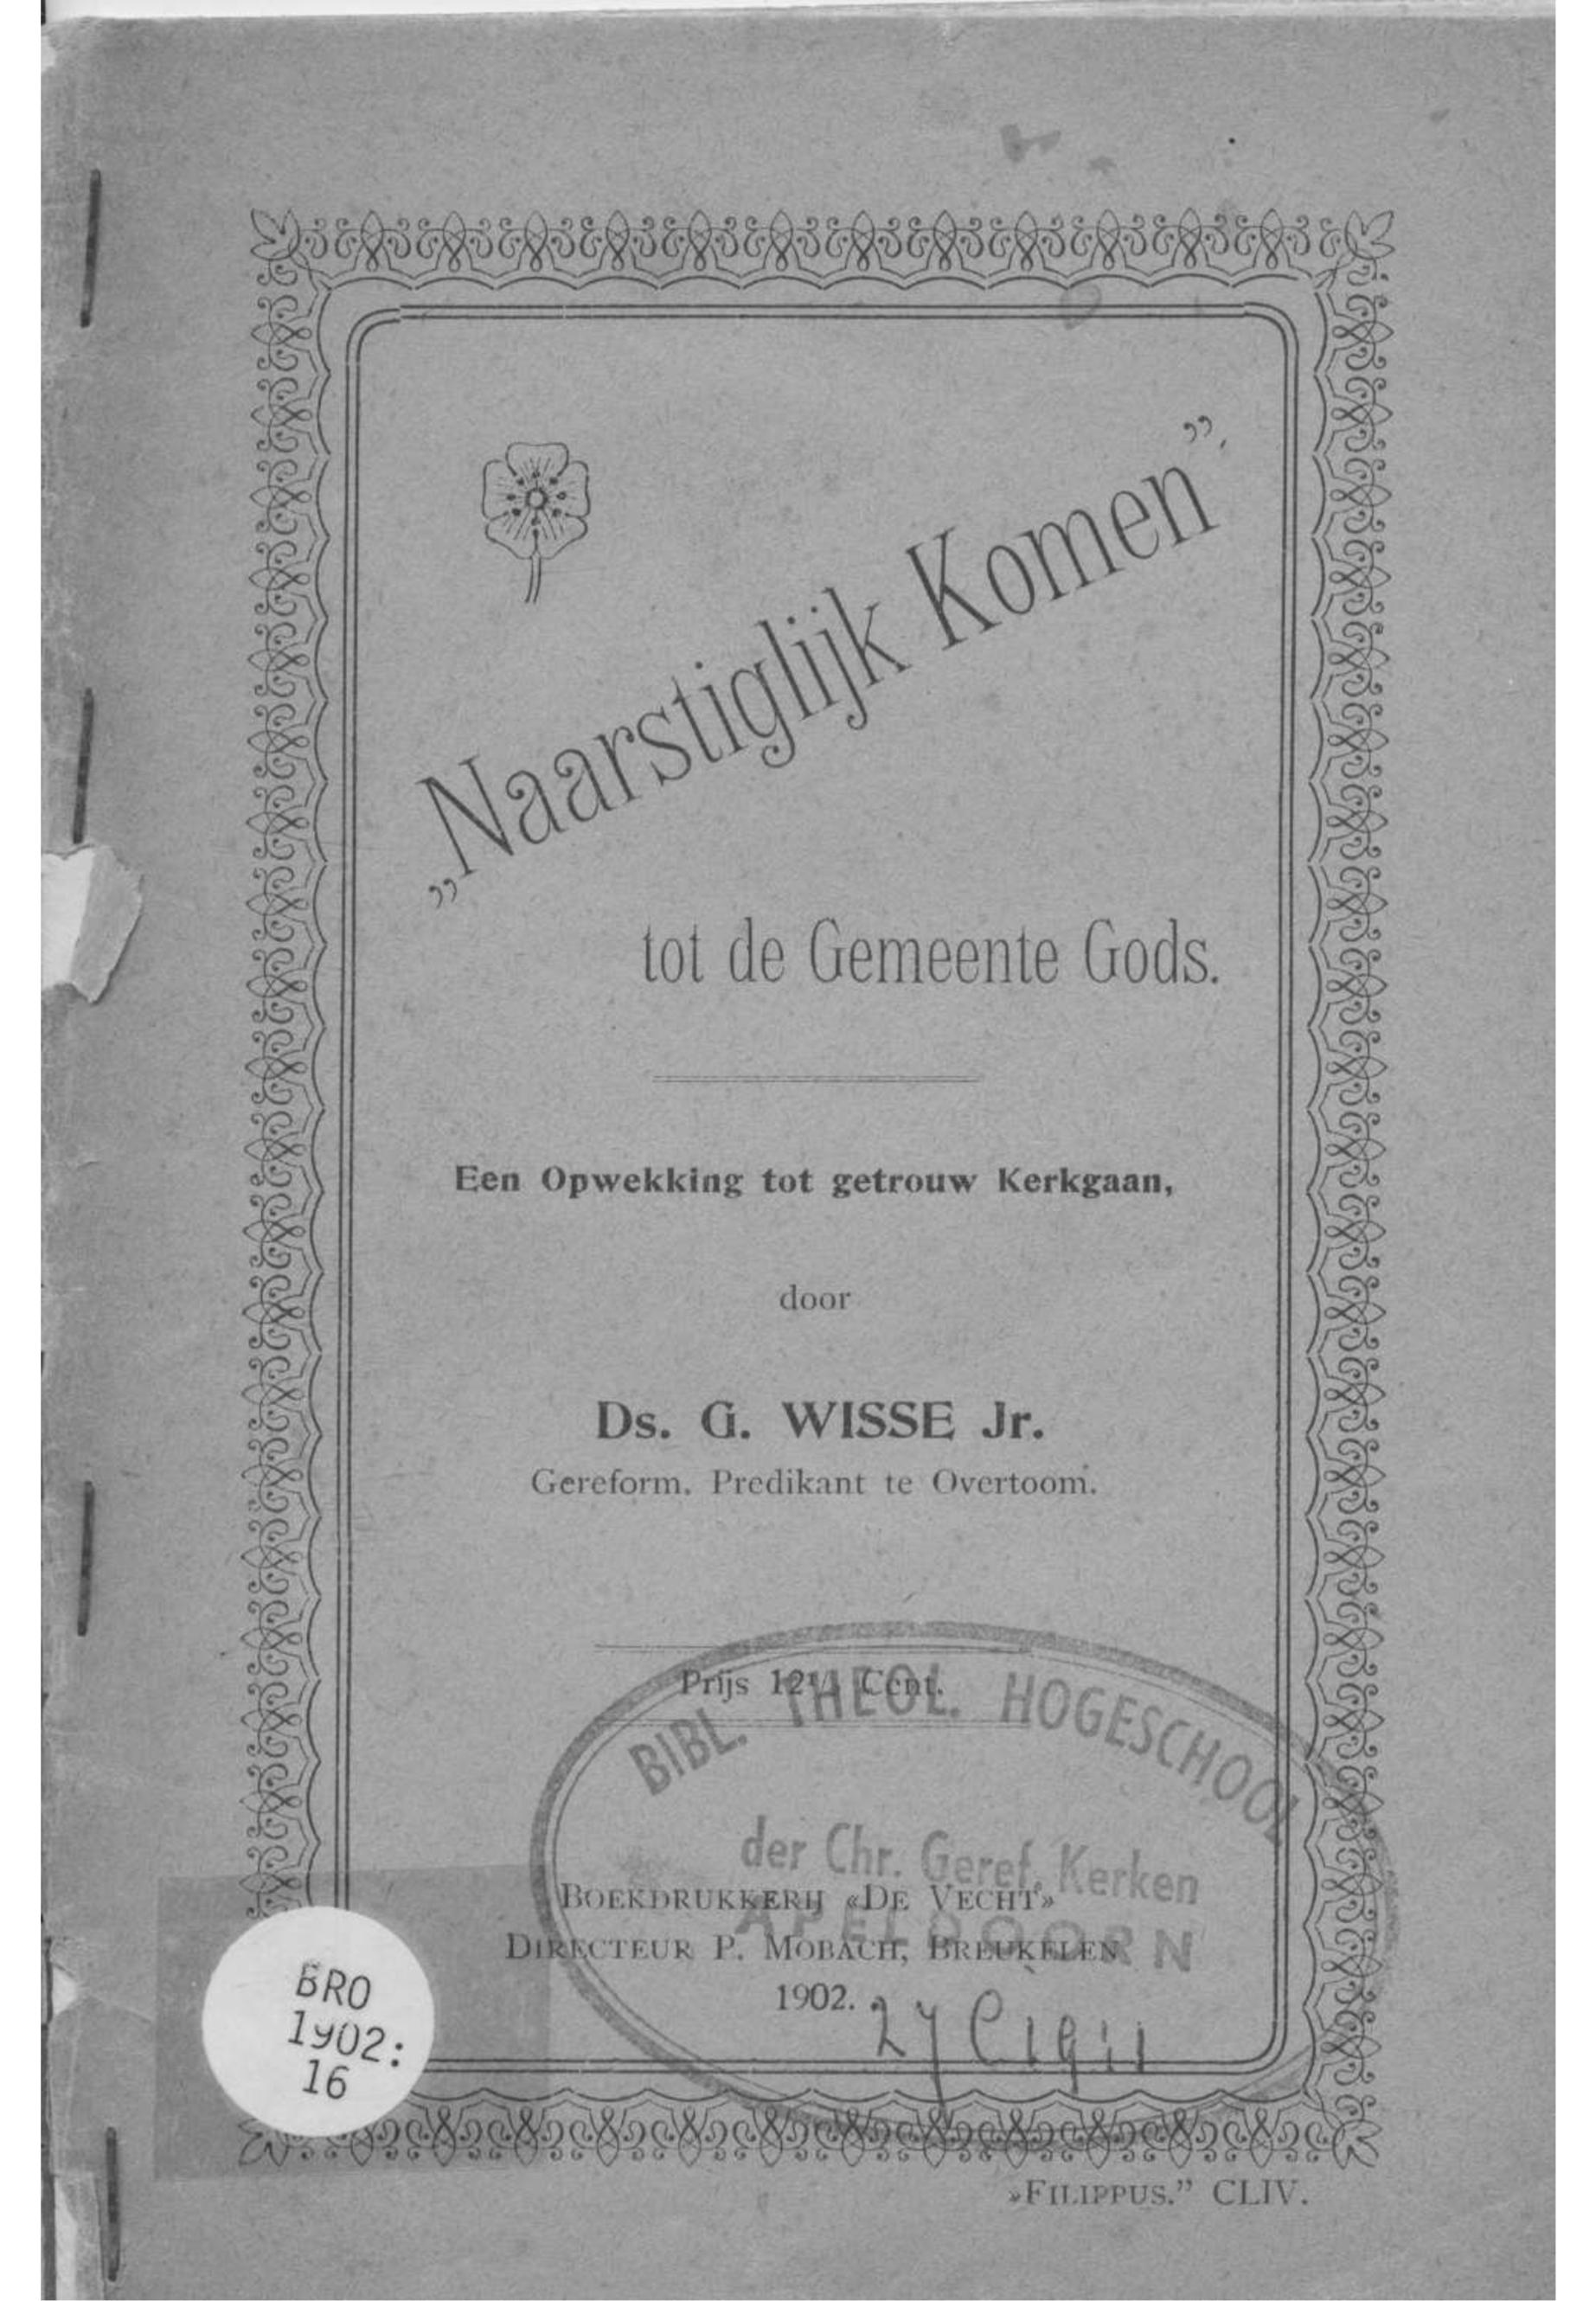 „Naarstiglijk Komen”,
tot de Gemeente Gods.
Een Opwekking tot getrouw Kerkgaan,
door
Ds. G. WISSE Jr.
Gereform. Predikant te Overtoom.
Prijs 12½ Cent.
BIBL. THEOL. HOGESCHOOL
der Chr. Geref. Kerken
APELDOORN
BOEKDRUKKERIJ «DE VECHT»
DIRECTEUR P. MOBACH, BREUKELEN
1902.
BRO
1902:
16
»FILIPPUS.” CLIV.